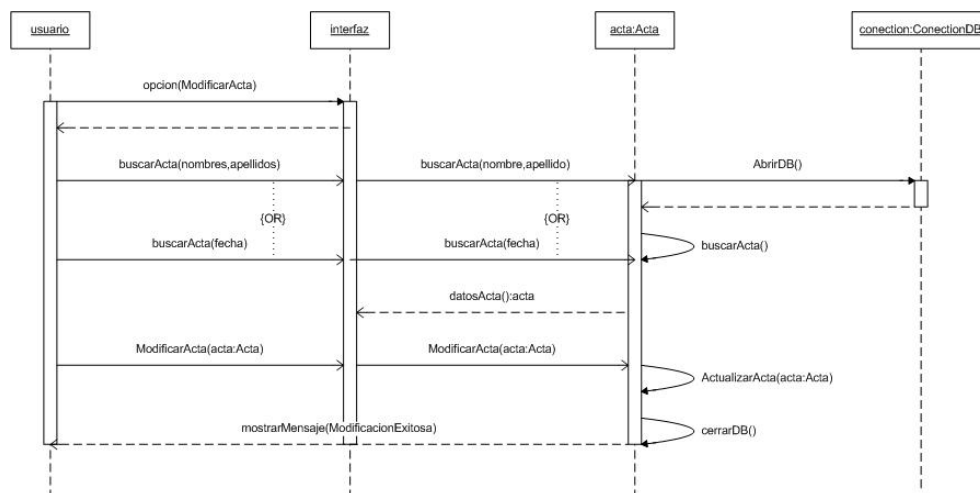 usuario
interfaz
acta:Acta
conection:ConectionDB
opcion(ModificarActa)
buscarActa(nombres,apellidos)
buscarActa(nombre,apellido)
AbrirDB()
{OR}
{OR}
buscarActa(fecha)
buscarActa(fecha)
buscarActa()
datosActa():acta
ModificarActa(acta:Acta)
ModificarActa(acta:Acta)
ActualizarActa(acta:Acta)
mostrarMensaje(ModificacionExitosa)
cerrarDB()